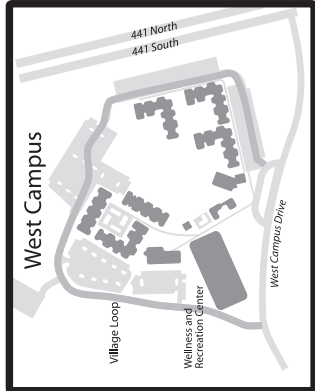 441 North
441 South
West Campus
West Campus Drive
Village Loop
Wellness and
Recreation Center